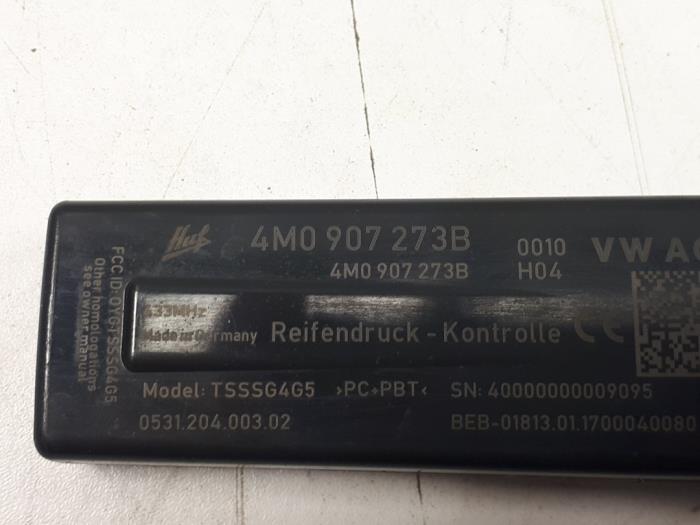 Huf 4M0 907 273B 0010 VW AG
4M0 907 273B H04
433MHz
Made in Germany Reifendruck - Kontrolle CE
Model: TSSSG4G5 >PC+PBT< SN: 40000000009095
0531.204.003.02 BEB-01813.01.1700040080
FCC ID:OYGTSSSG4G5
Other homologations
see owner manual